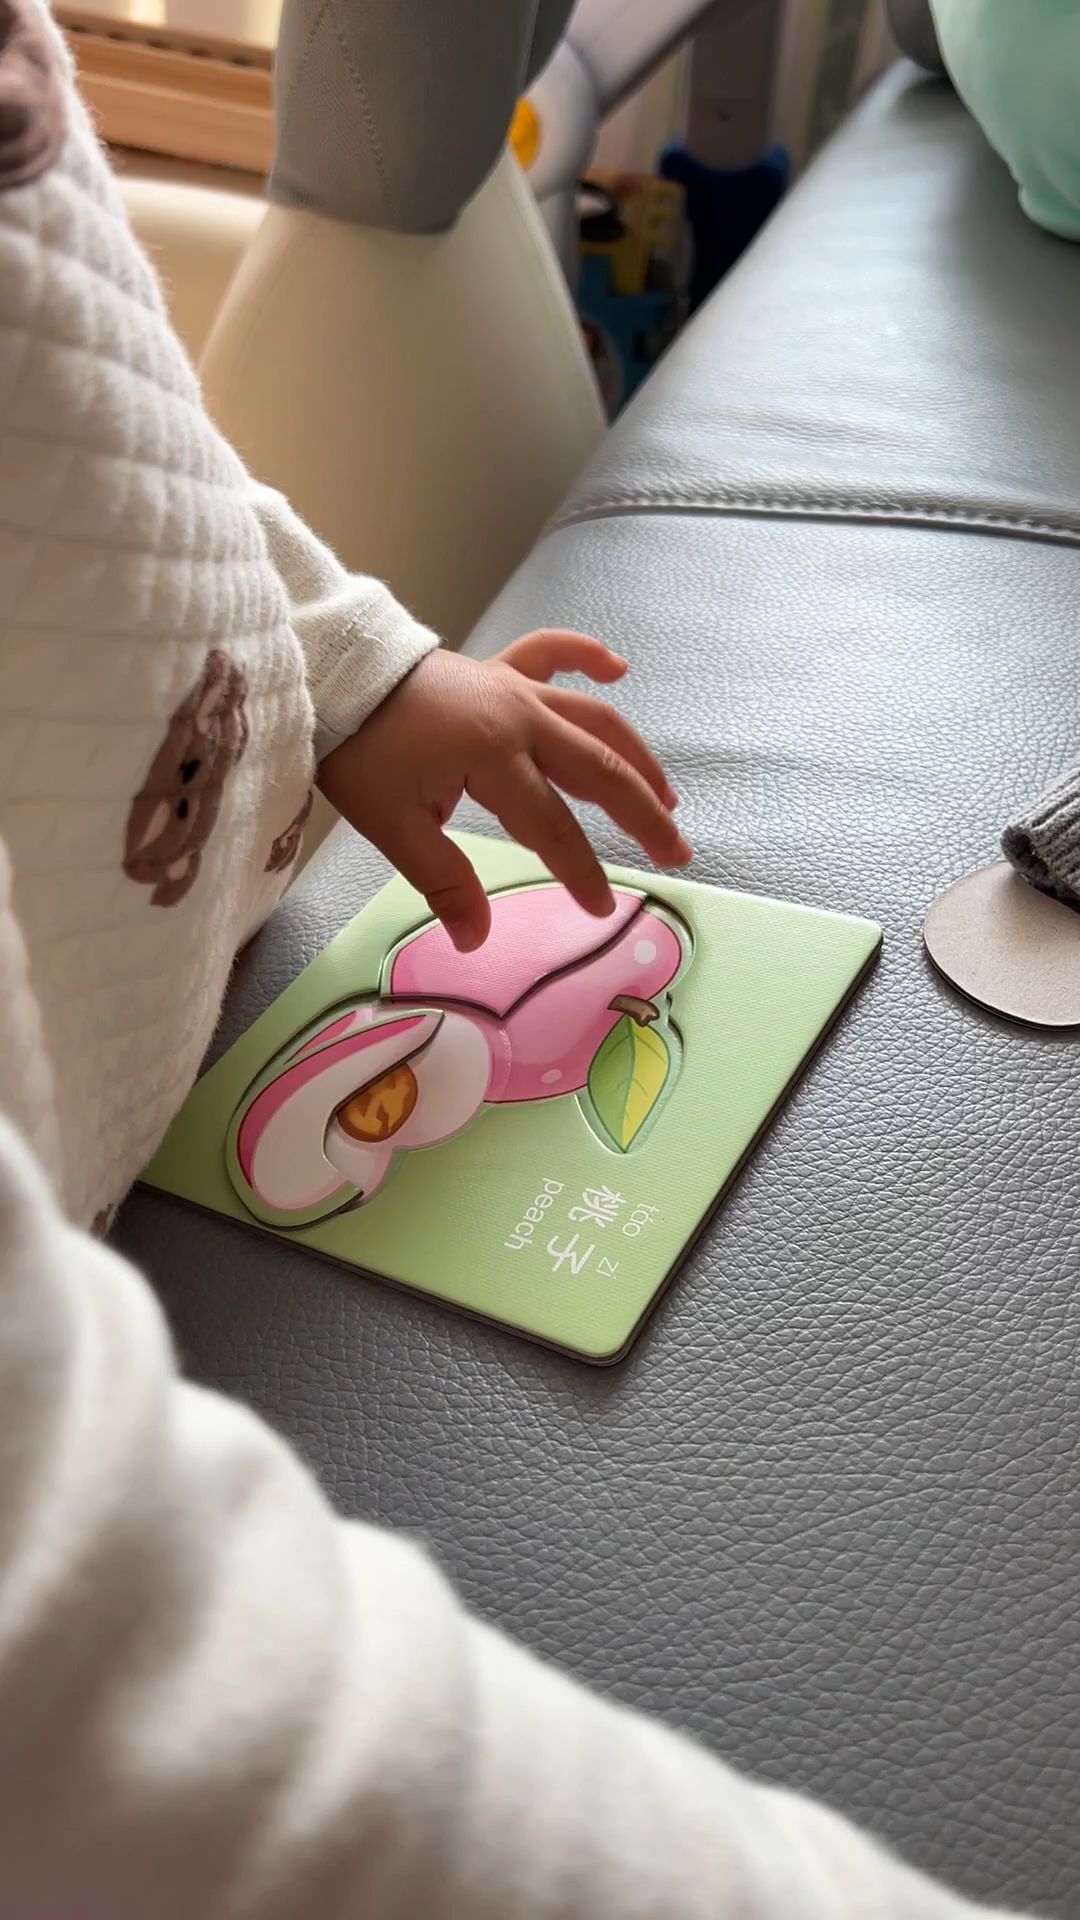 táo zi
桃子
peach